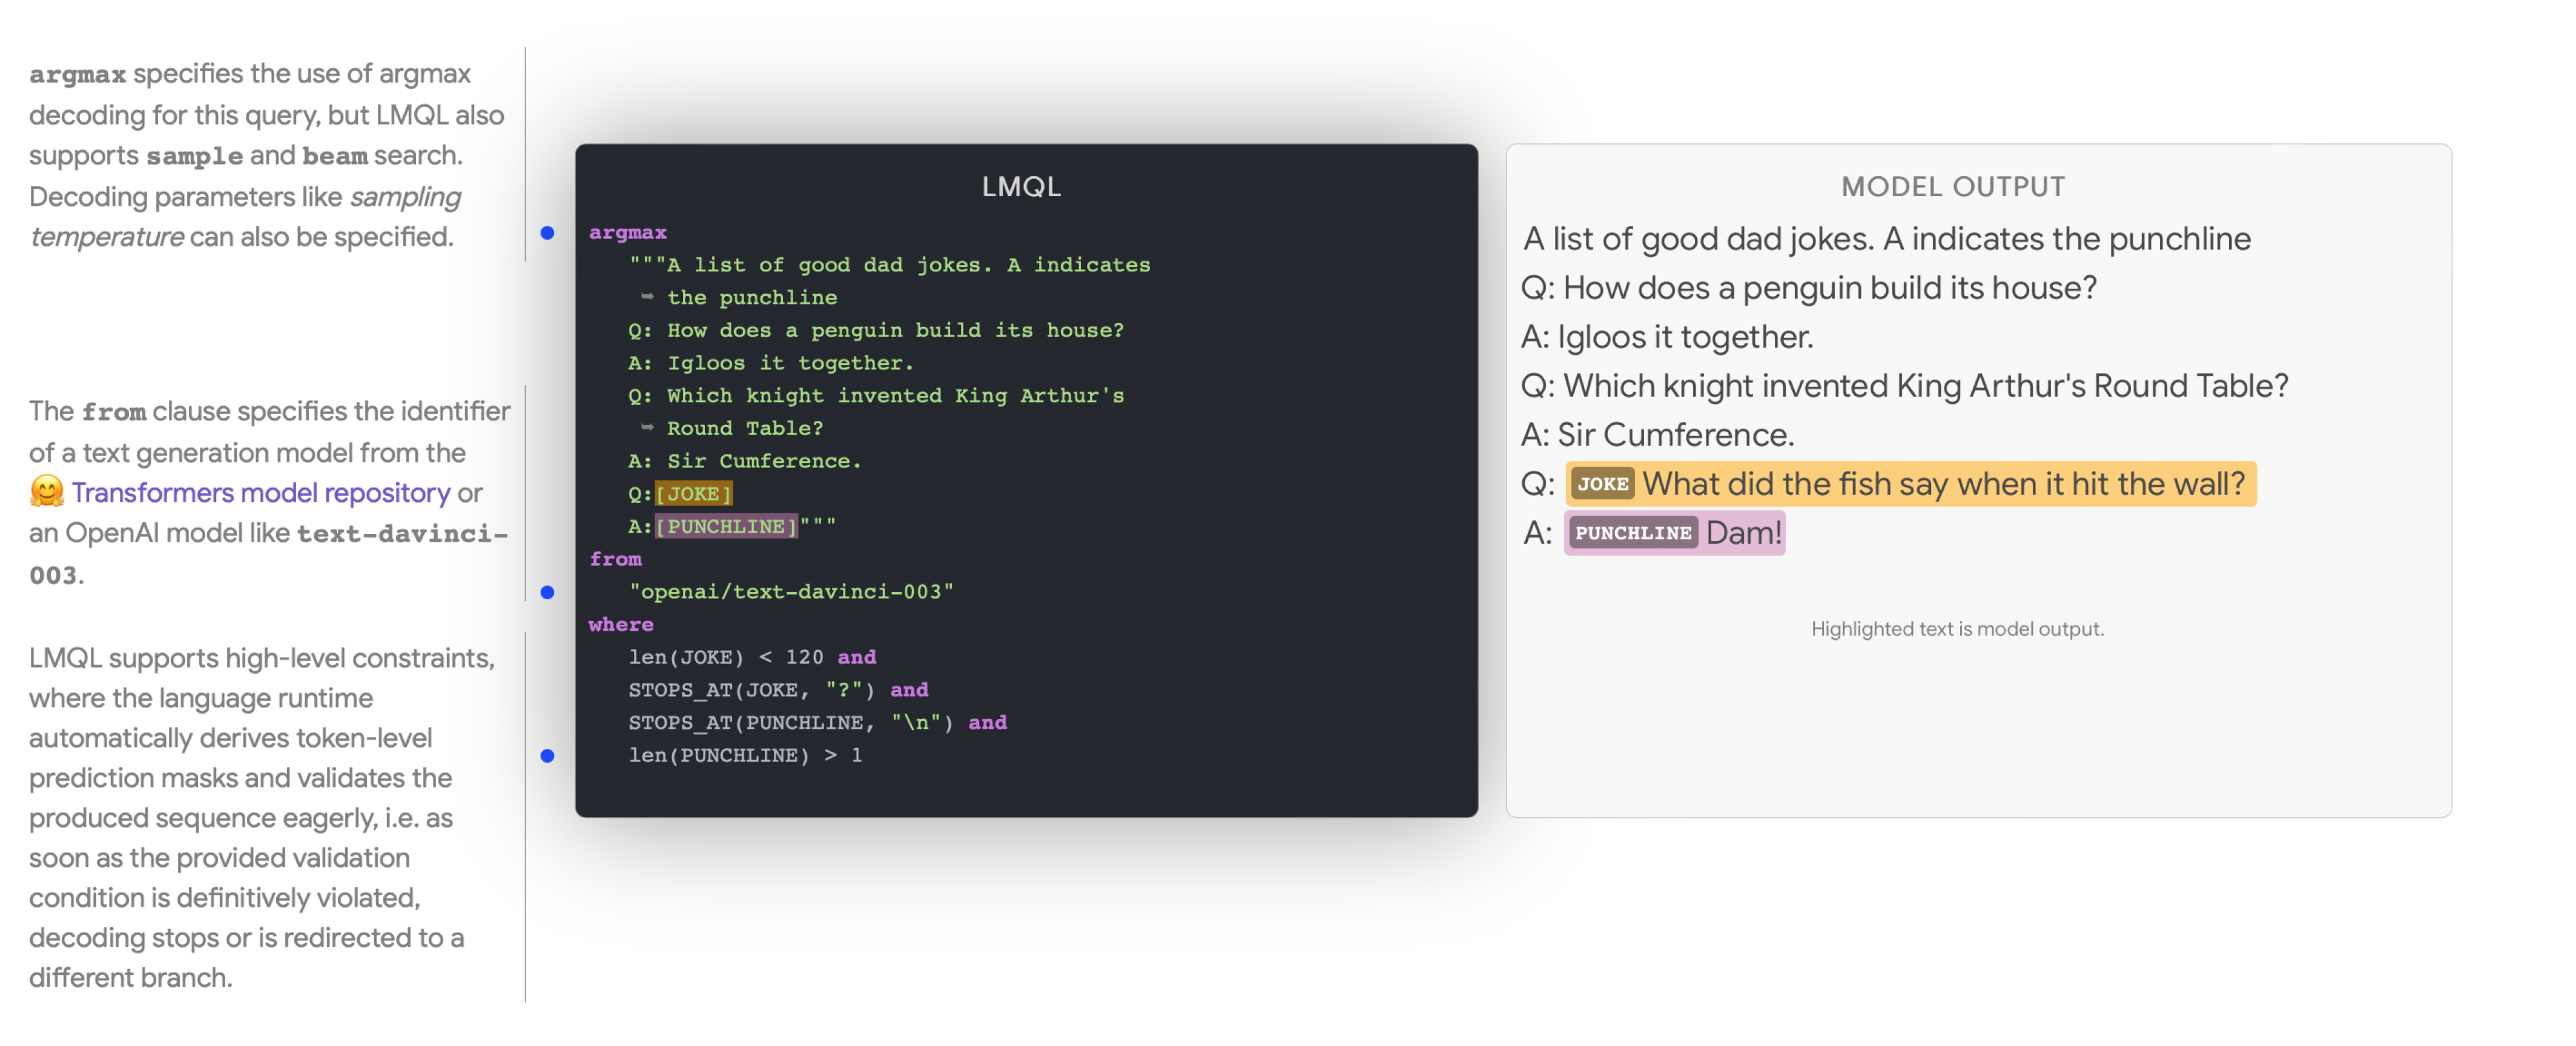 argmax specifies the use of argmax
decoding for this query, but LMQL also
supports sample and beam search.
Decoding parameters like sampling
temperature can also be specified.
The from clause specifies the identifier
of a text generation model from the
🤗 Transformers model repository or
an OpenAI model like text-davinci-
003.
LMQL supports high-level constraints,
where the language runtime
automatically derives token-level
prediction masks and validates the
produced sequence eagerly, i.e. as
soon as the provided validation
condition is definitively violated,
decoding stops or is redirected to a
different branch.
LMQL
argmax
"""A list of good dad jokes. A indicates
➥ the punchline
Q: How does a penguin build its house?
A: Igloos it together.
Q: Which knight invented King Arthur's
➥ Round Table?
A: Sir Cumference.
Q:[JOKE]
A:[PUNCHLINE]"""
from
"openai/text-davinci-003"
where
len(JOKE) < 120 and
STOPS_AT(JOKE, "?") and
STOPS_AT(PUNCHLINE, "\n") and
len(PUNCHLINE) > 1
MODEL OUTPUT
A list of good dad jokes. A indicates the punchline
Q: How does a penguin build its house?
A: Igloos it together.
Q: Which knight invented King Arthur's Round Table?
A: Sir Cumference.
Q: JOKE What did the fish say when it hit the wall?
A: PUNCHLINE Dam!
Highlighted text is model output.